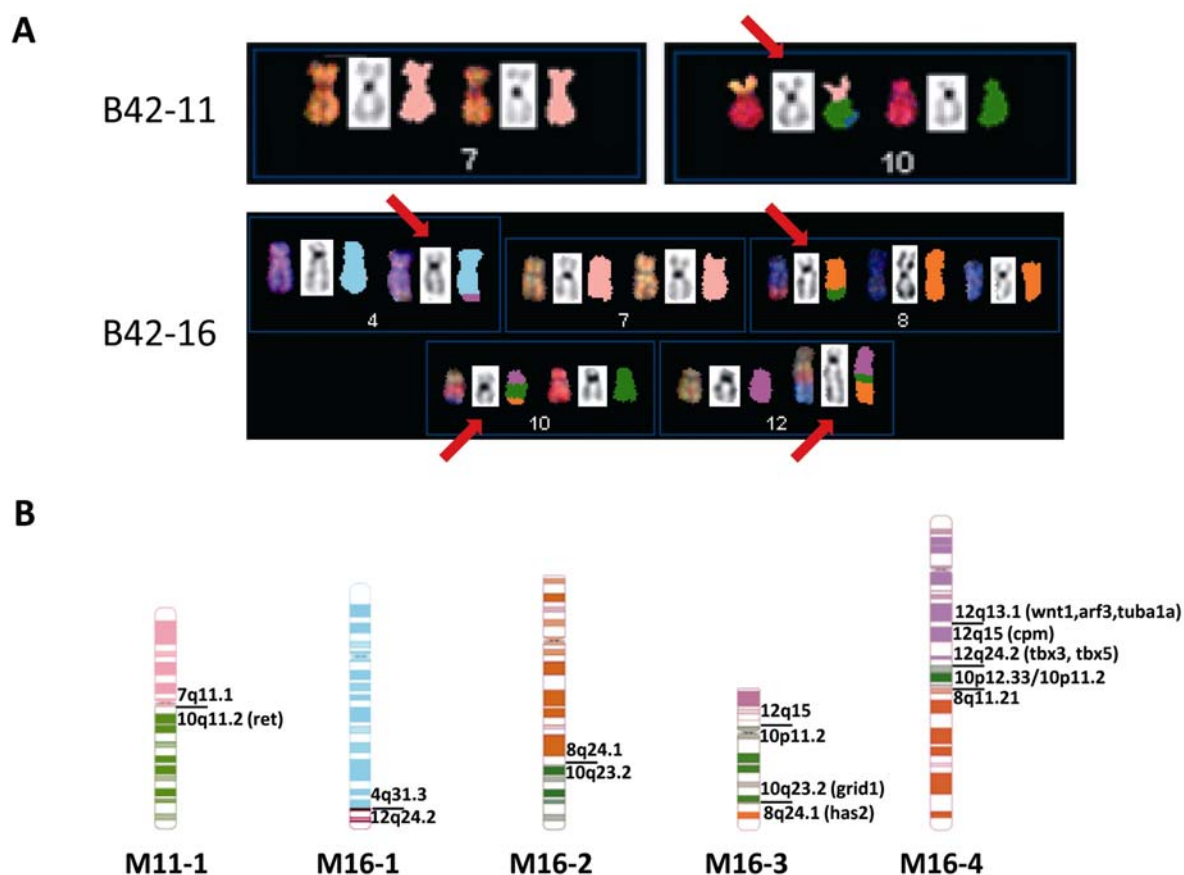 A
B42-11
7
10
B42-16
4
7
8
10
12
B
7q11.1
10q11.2 (ret)
M11-1
4q31.3
12q24.2
M16-1
8q24.1
10q23.2
M16-2
12q15
10p11.2
10q23.2 (grid1)
8q24.1 (has2)
M16-3
12q13.1 (wnt1,arf3,tuba1a)
12q15 (cpm)
12q24.2 (tbx3, tbx5)
10p12.33/10p11.2
8q11.21
M16-4